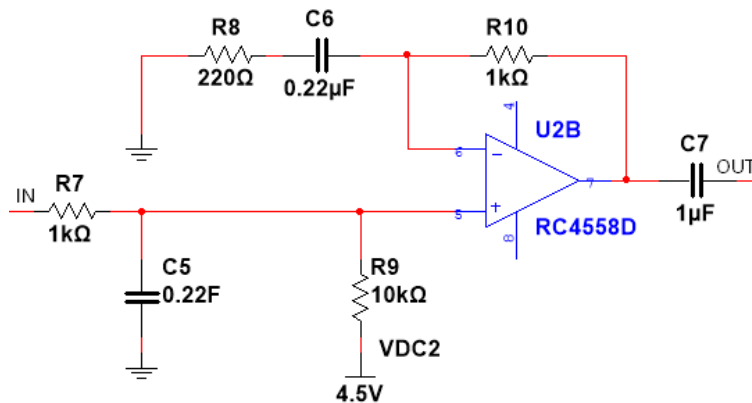 C6
R8
R10
220Ω
0.22µF
1kΩ
4
U2B
C7
6
OUT
IN
R7
7
5
1kΩ
RC4558D
1µF
8
C5
0.22F
R9
10kΩ
VDC2
4.5V